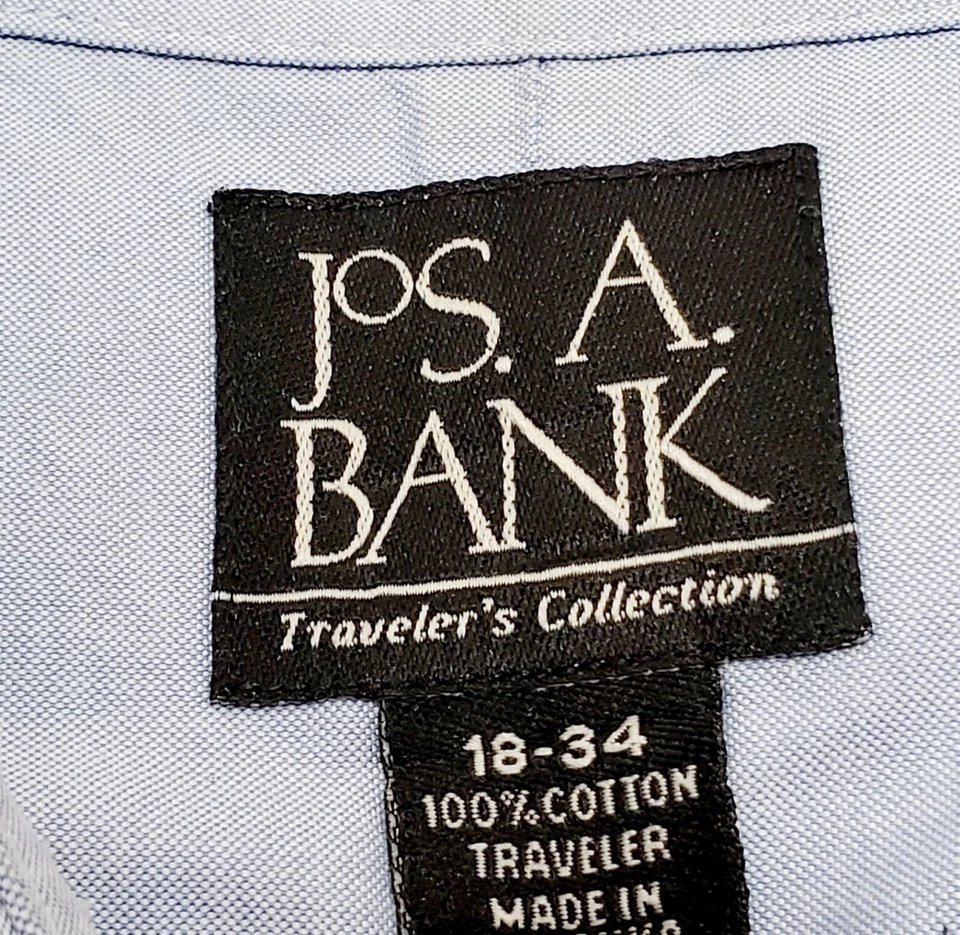 JOS. A.
BANK
Traveler's Collection
18-34
100% COTTON
TRAVELER
MADE IN